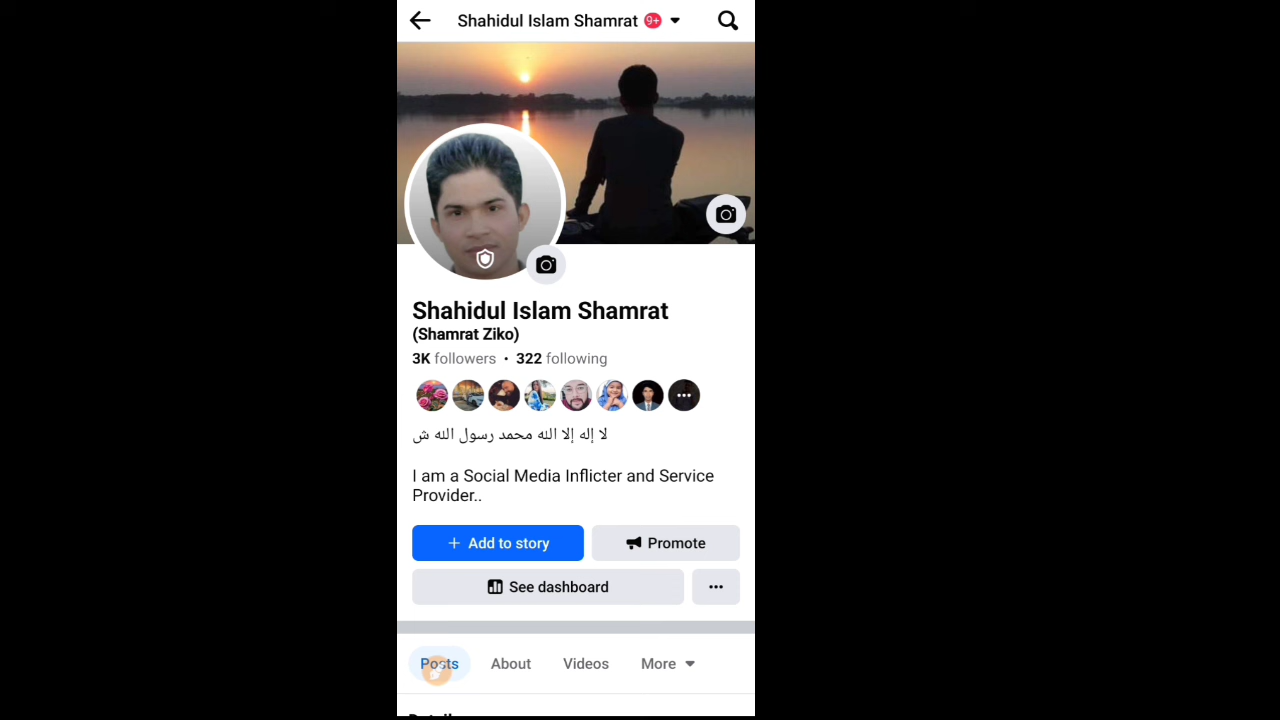 Shahidul Islam Shamrat 9+
Shahidul Islam Shamrat
(Shamrat Ziko)
3K followers • 322 following
لا إله إلا الله محمد رسول الله ش
I am a Social Media Inflicter and Service
Provider..
+ Add to story
Promote
See dashboard
Posts About Videos More